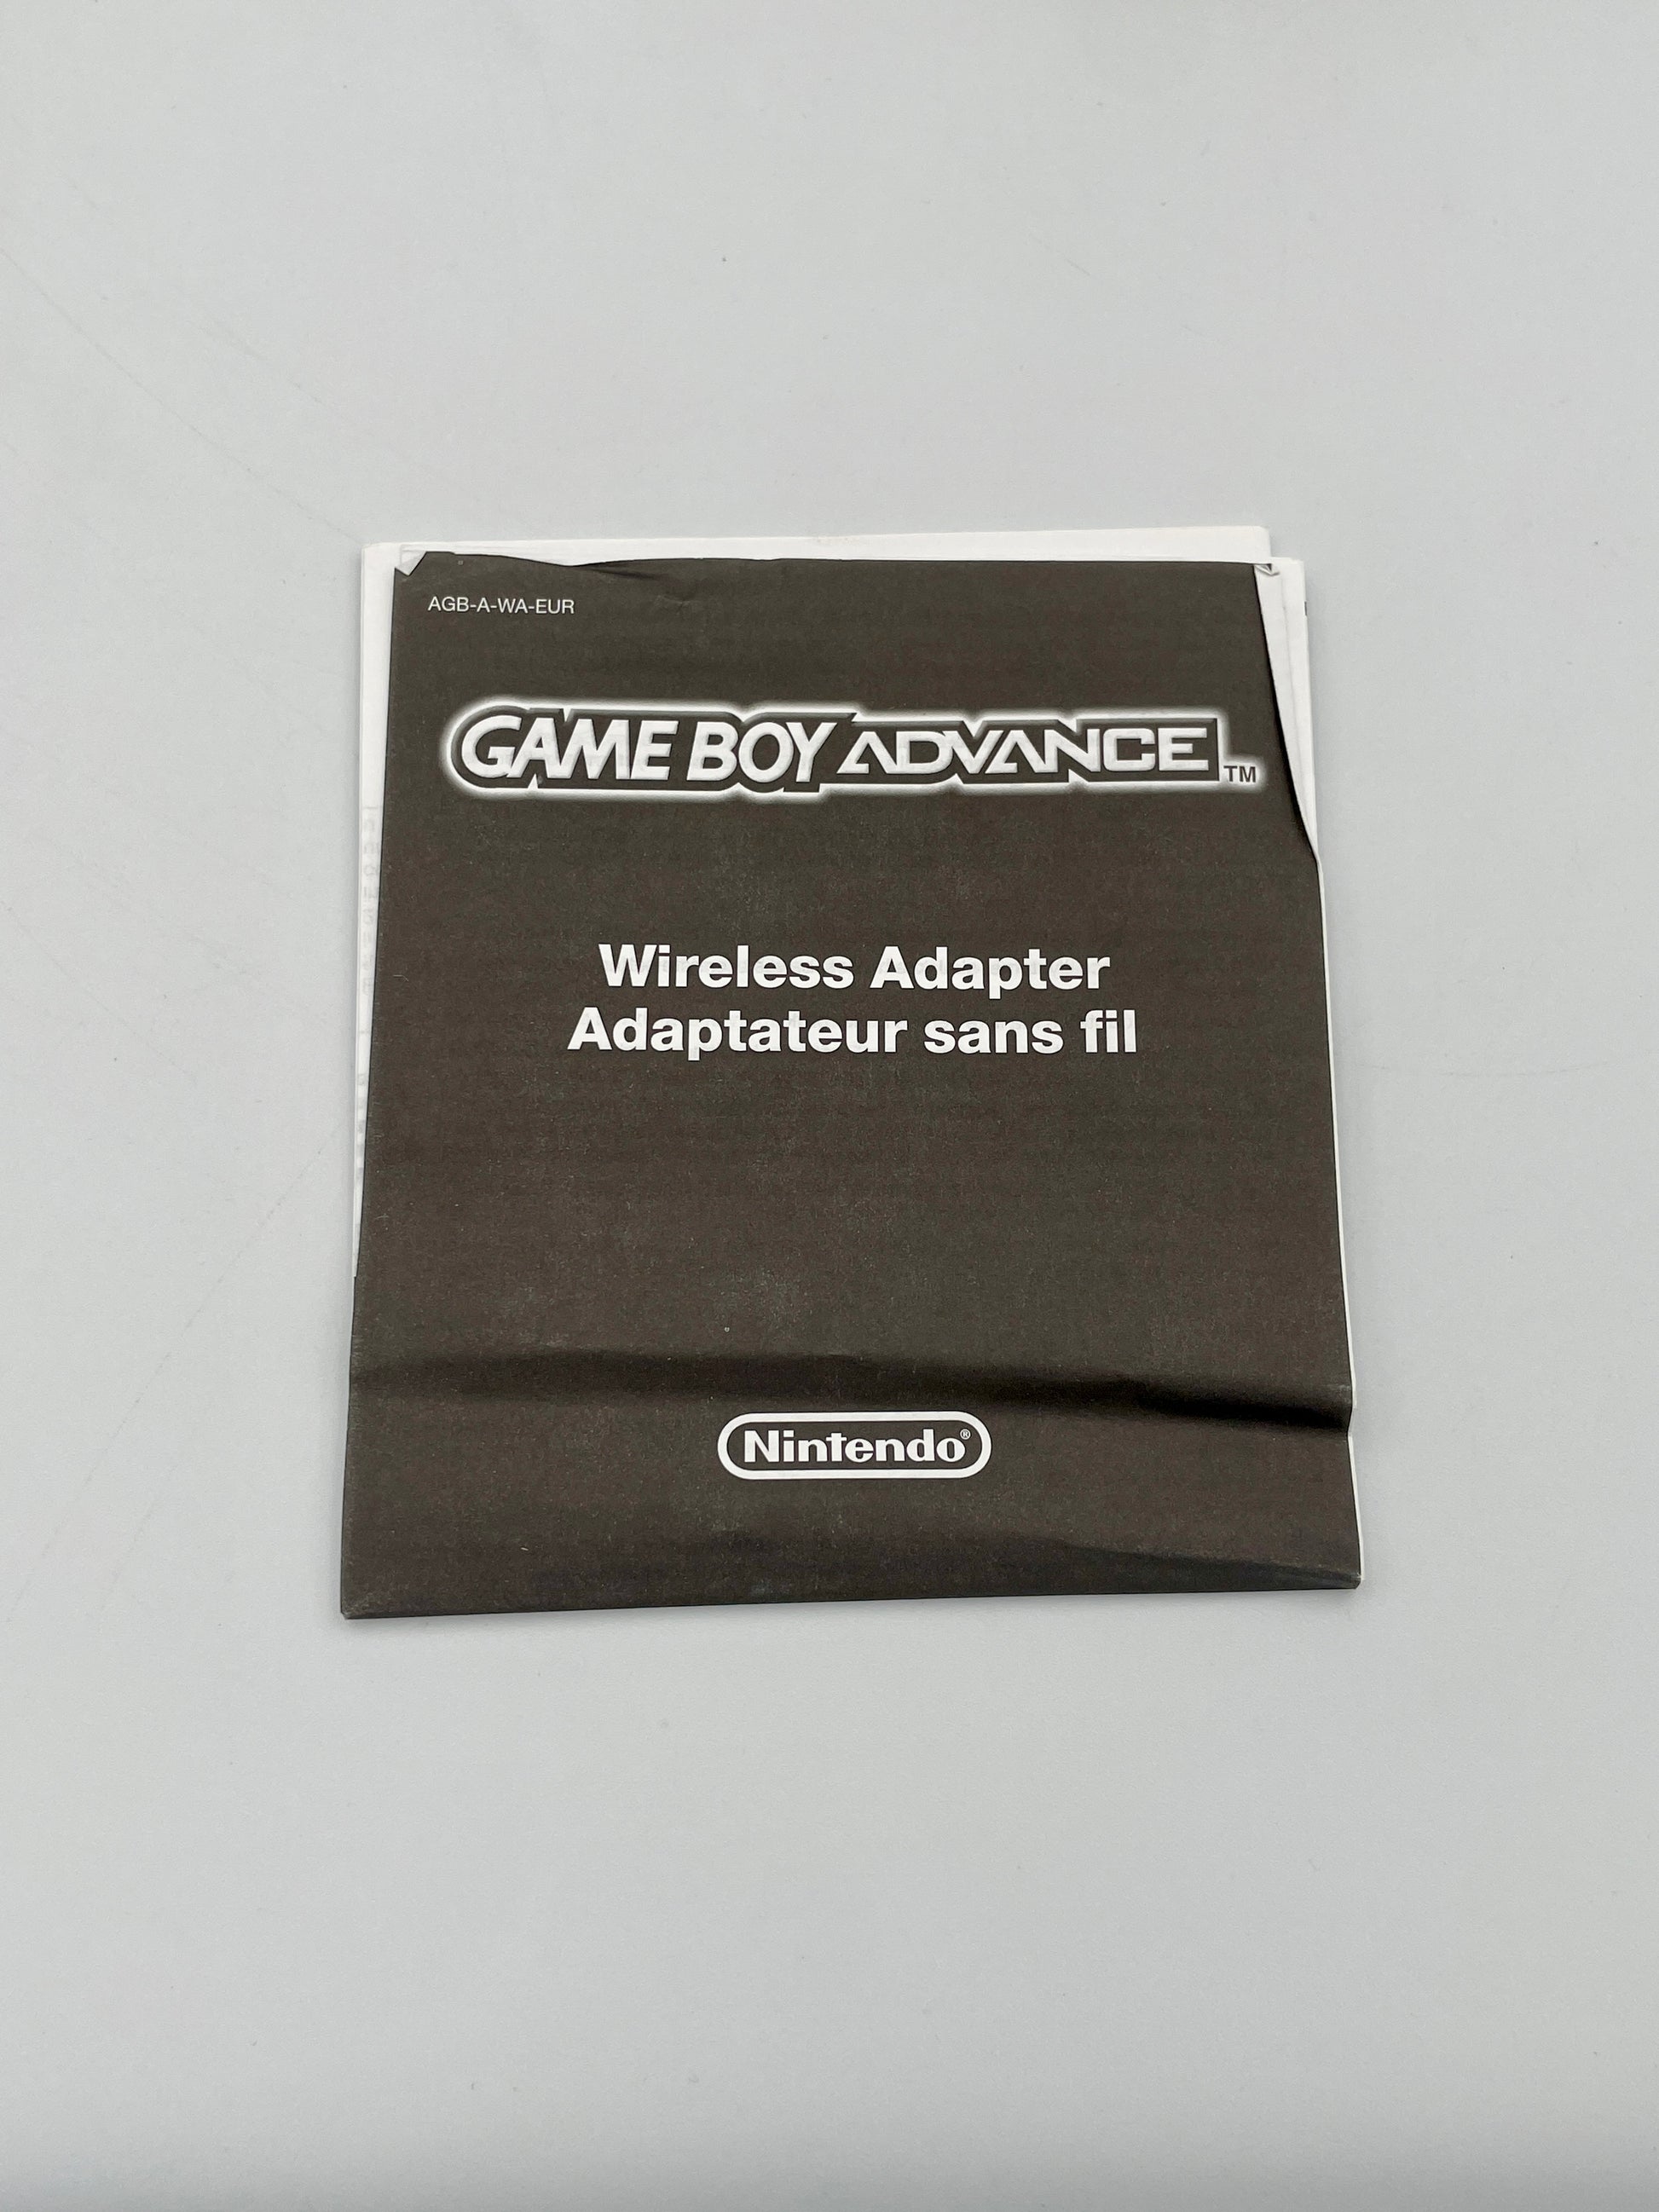 AGB-A-WA-EUR
GAME BOY ADVANCE™
Wireless Adapter
Adaptateur sans fil
Nintendo®